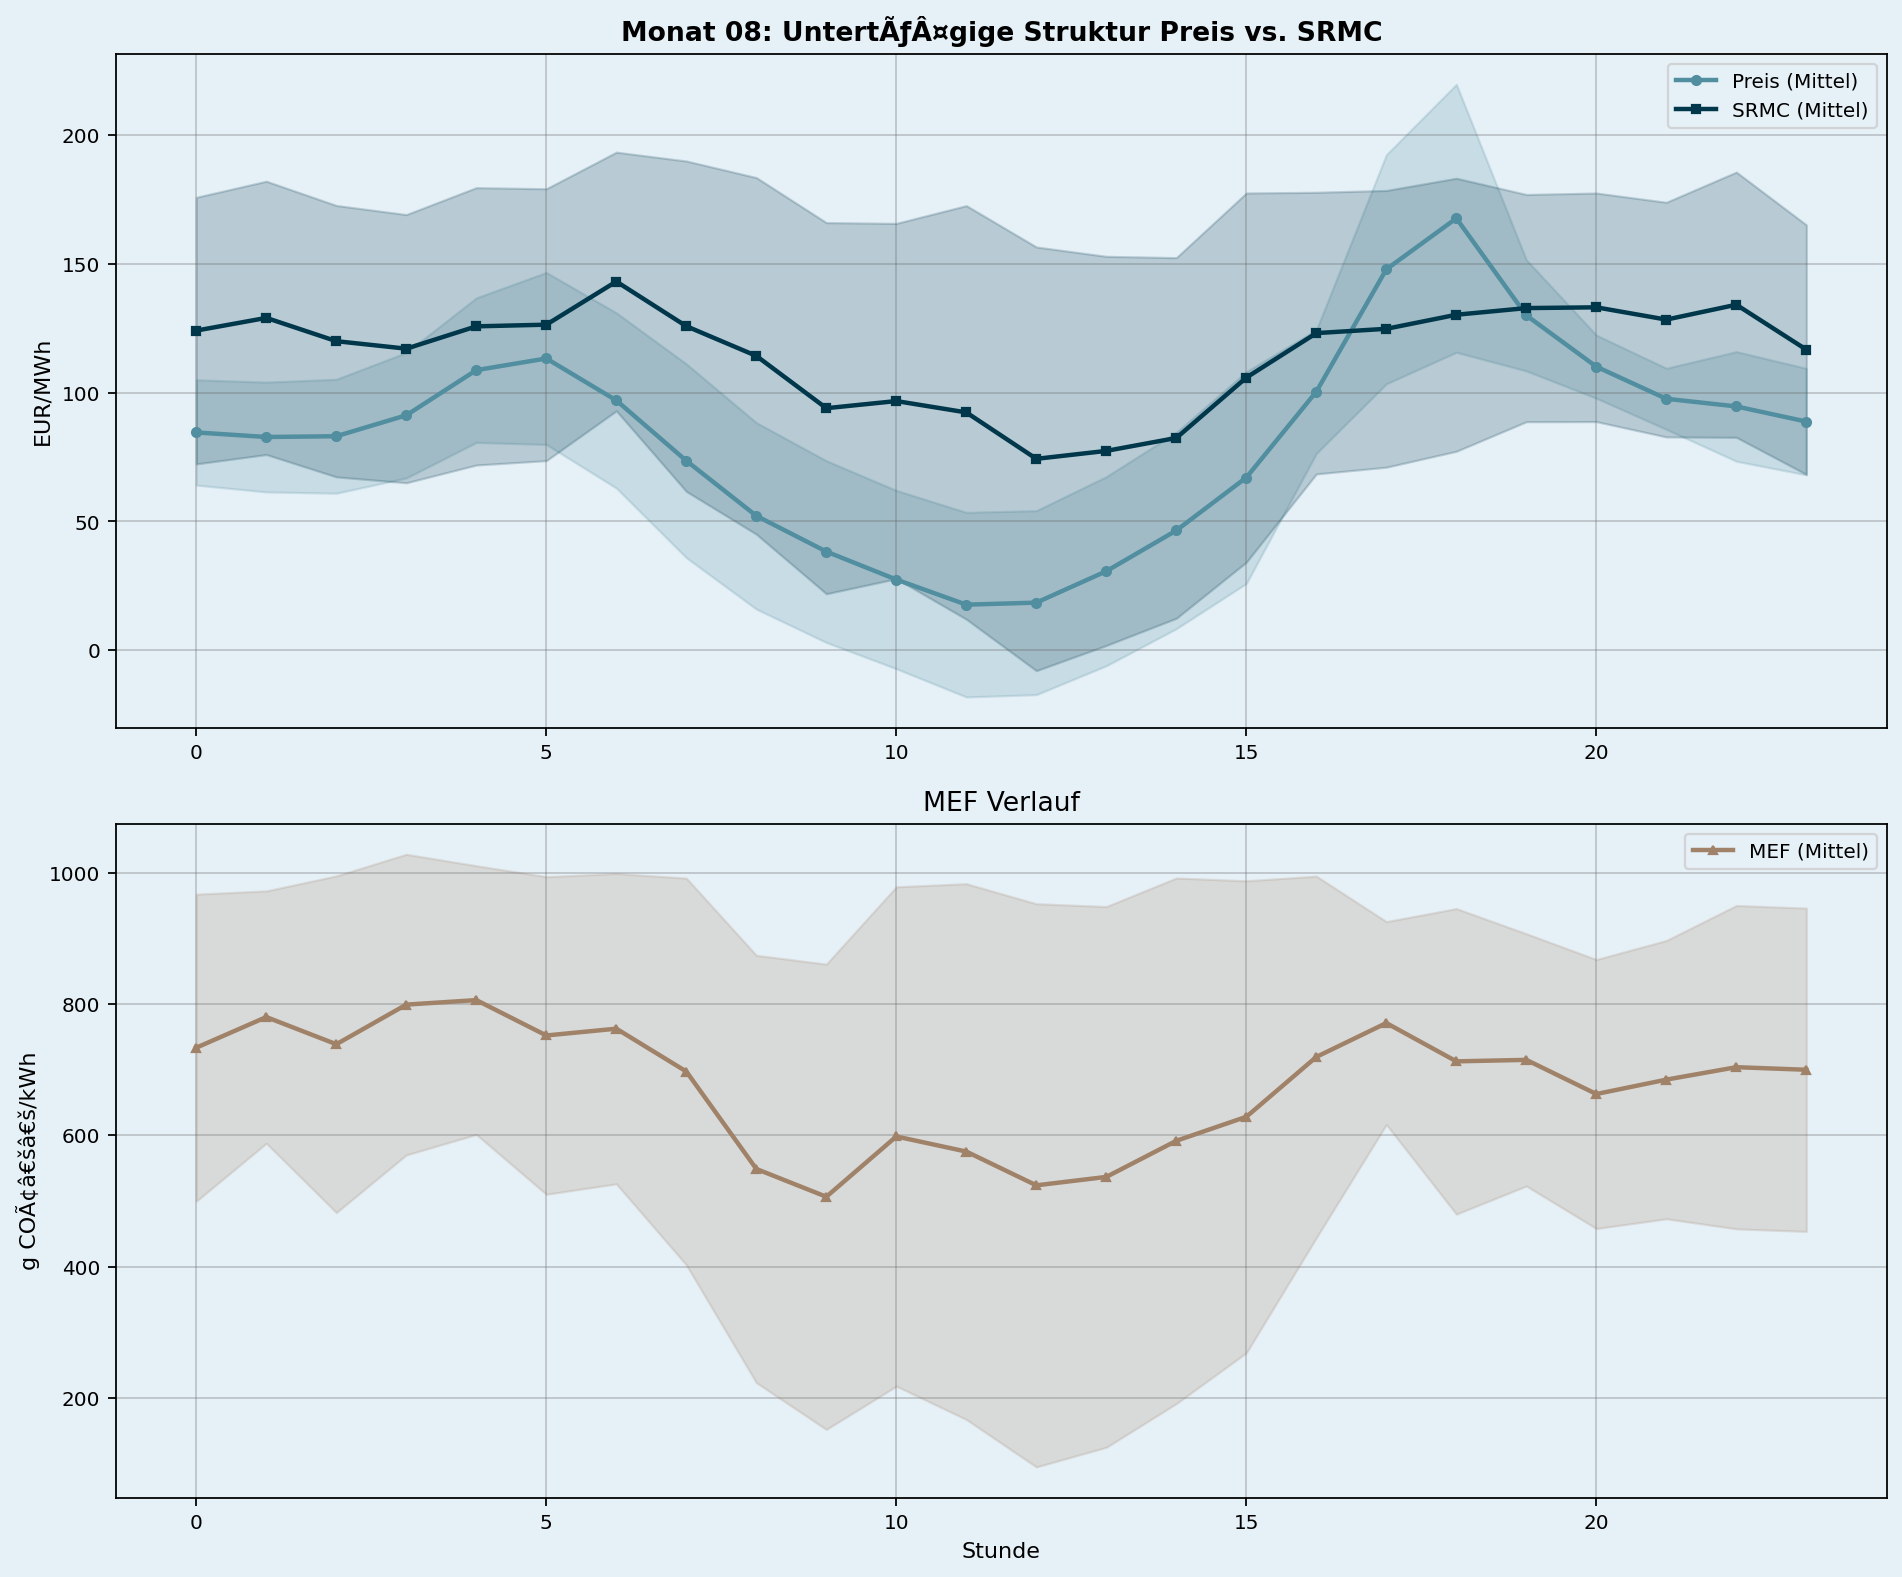 Monat 08: UntertÃƒÂ¤gige Struktur Preis vs. SRMC
Preis (Mittel)
SRMC (Mittel)
EUR/MWh
200
150
100
50
0
0 5 10 15 20
MEF Verlauf
MEF (Mittel)
g COÃ¢â€šâ€š/kWh
1000
800
600
400
200
0 5 10 15 20
Stunde